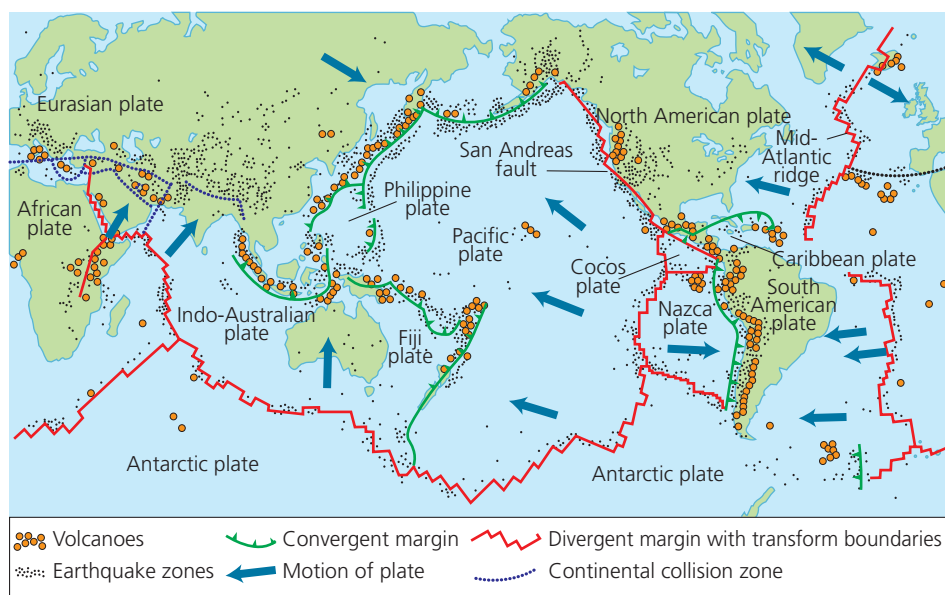 Eurasian plate
North American plate
San Andreas
fault
Mid-
Atlantic
ridge
African
plate
Philippine
plate
Pacific
plate
Cocos
plate
Caribbean plate
Indo-Australian
plate
Fiji
plate
Nazca
plate
South
American
plate
Antarctic plate
Antarctic plate
Volcanoes
Convergent margin
Divergent margin with transform boundaries
Earthquake zones
Motion of plate
Continental collision zone